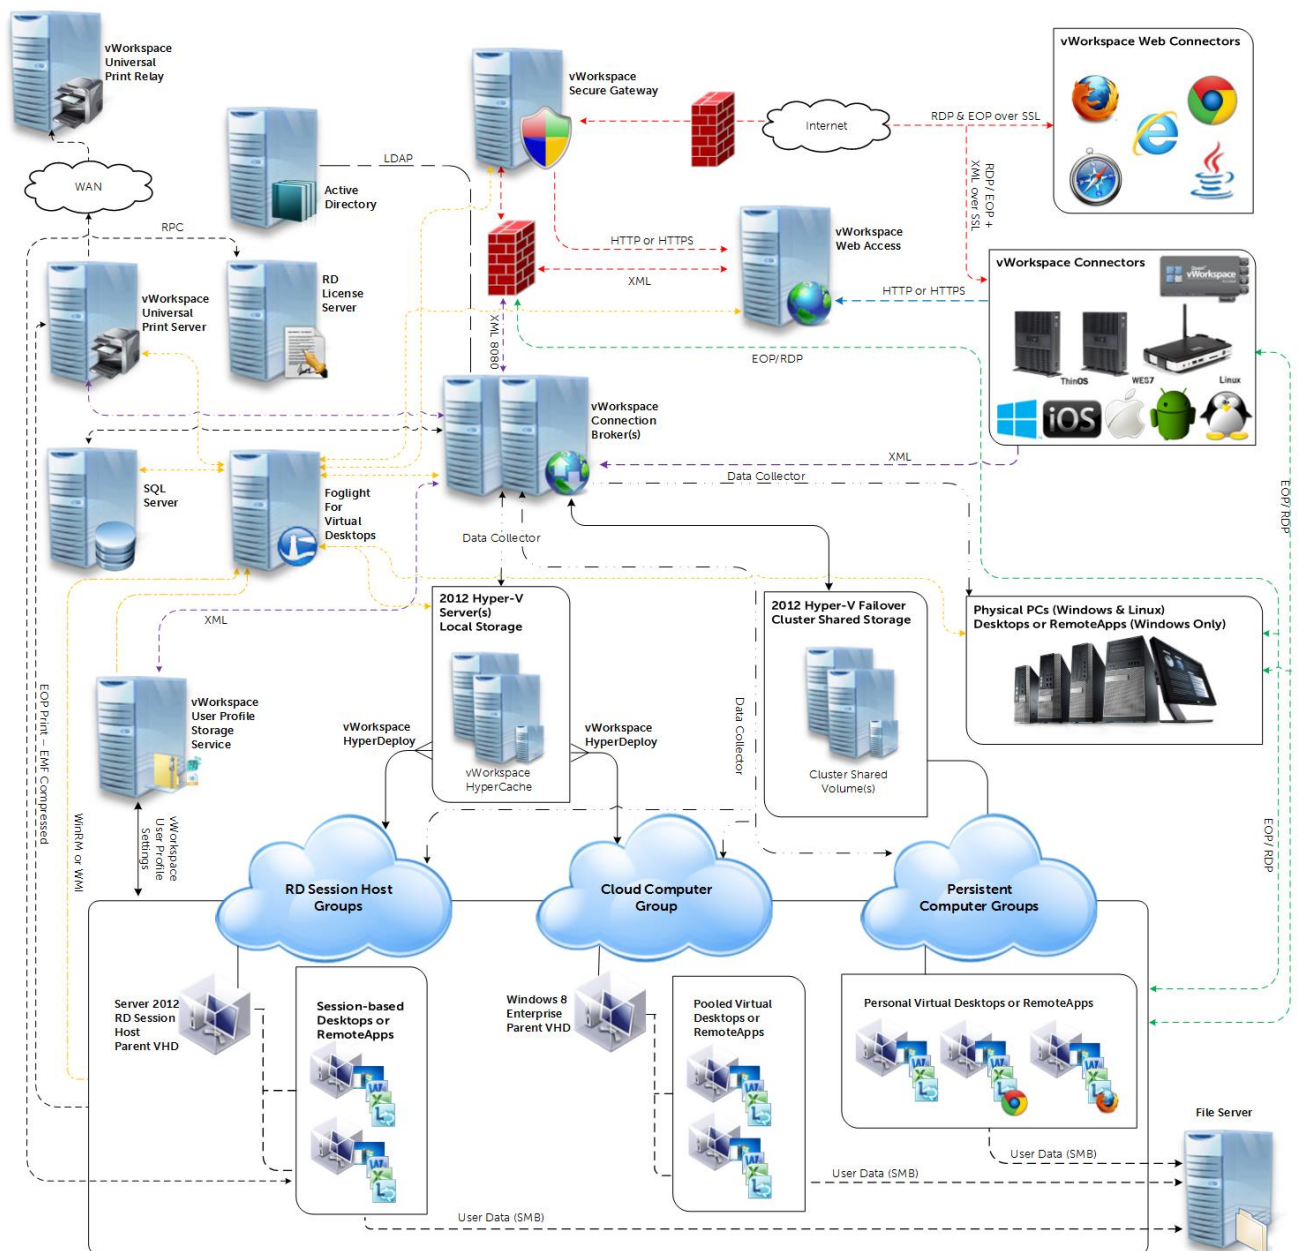 vWorkspace
Universal
Print Relay
vWorkspace
Secure Gateway
vWorkspace Web Connectors
Internet
RDP & EOP over SSL
LDAP
WAN
Active
Directory
RDP/ EOP +
XML over SSL
RPC
vWorkspace
Web Access
HTTP or HTTPS
XML
vWorkspace Connectors
Quest
vWorkspace
HTTP or HTTPS
vWorkspace
Universal
Print Server
RD
License
Server
XML 8080
EOP/RDP
ThinOS
WES7
Linux
iOS
vWorkspace
Connection
Broker(s)
XML
Data Collector
SQL
Server
Foglight
For
Virtual
Desktops
EOP/ RDP
Data Collector
XML
2012 Hyper-V
Server(s)
Local Storage
2012 Hyper-V Failover
Cluster Shared Storage
Physical PCs (Windows & Linux)
Desktops or RemoteApps (Windows Only)
vWorkspace
User Profile
Storage
Service
EOP Print – EMF Compressed
vWorkspace
HyperDeploy
vWorkspace
HyperDeploy
Data Collector
vWorkspace
HyperCache
Cluster Shared
Volume(s)
WinRM or WMI
vWorkspace
User Profile
Settings
EOP/ RDP
RD Session Host
Groups
Cloud Computer
Group
Persistent
Computer Groups
Server 2012
RD Session
Host
Parent VHD
Session-based
Desktops or
RemoteApps
Windows 8
Enterprise
Parent VHD
Pooled Virtual
Desktops or
RemoteApps
Personal Virtual Desktops or RemoteApps
File Server
User Data (SMB)
User Data (SMB)
User Data (SMB)